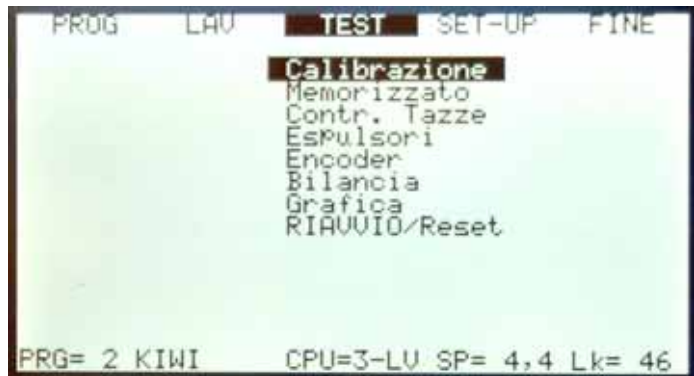 PROG LAV TEST SET-UP FINE
Calibrazione
Memorizzato
Contr. Tazze
Espulsori
Encoder
Bilancia
Grafica
RIAVVIO/Reset
PRG= 2 KIWI CPU=3-LV SP= 4,4 Lk= 46